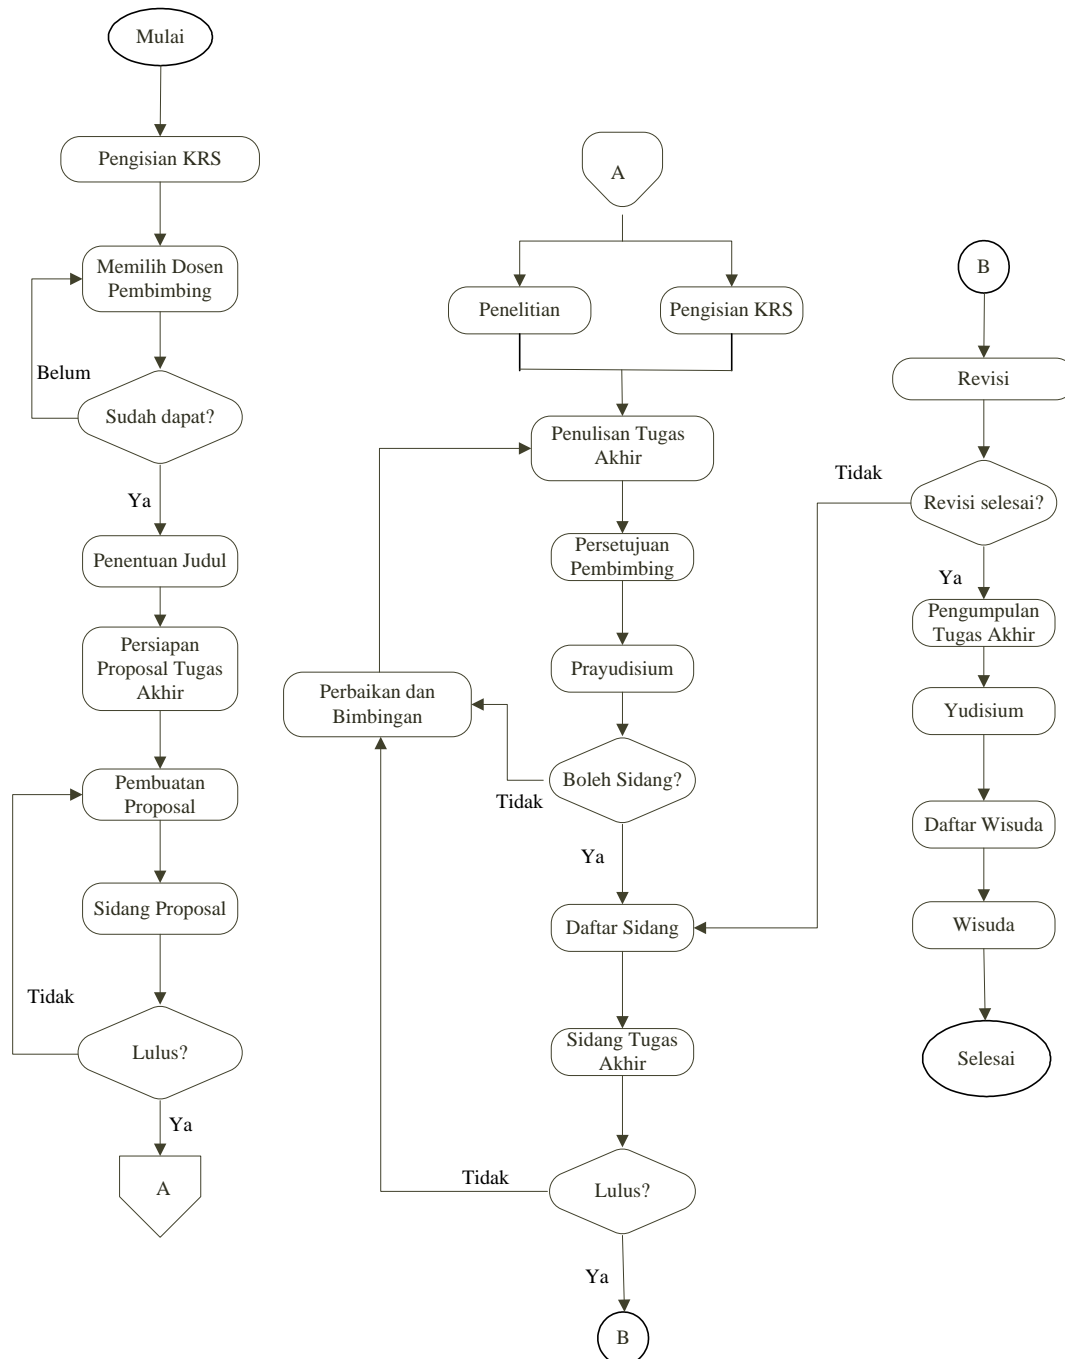 Mulai
Pengisian KRS
Memilih Dosen
Pembimbing
Belum
Sudah dapat?
Ya
Penentuan Judul
Persiapan
Proposal Tugas
Akhir
Pembuatan
Proposal
Sidang Proposal
Tidak
Lulus?
Ya
A
A
Penelitian
Pengisian KRS
Penulisan Tugas
Akhir
Persetujuan
Pembimbing
Prayudisium
Perbaikan dan
Bimbingan
Boleh Sidang?
Tidak
Ya
Daftar Sidang
Sidang Tugas
Akhir
Tidak
Lulus?
Ya
B
B
Revisi
Tidak
Revisi selesai?
Ya
Pengumpulan
Tugas Akhir
Yudisium
Daftar Wisuda
Wisuda
Selesai